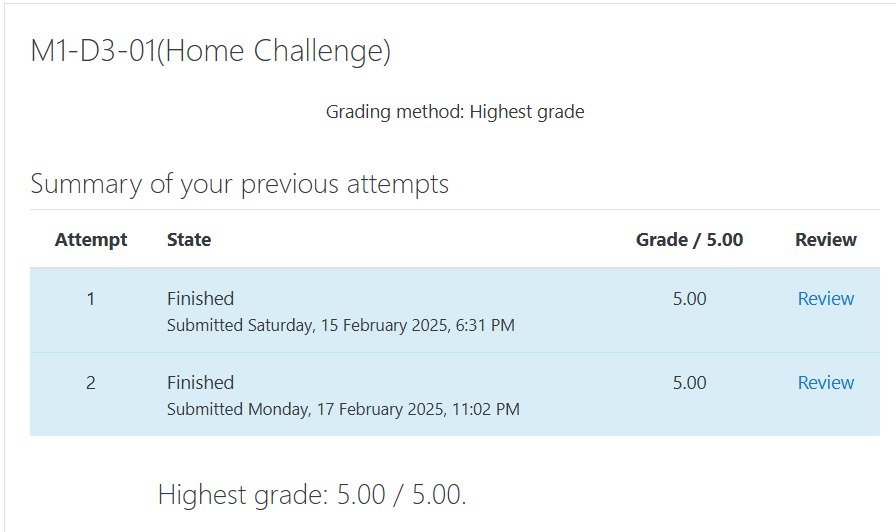 M1-D3-01(Home Challenge)
Grading method: Highest grade
Summary of your previous attempts
Attempt State Grade / 5.00 Review
1 Finished 5.00 Review
Submitted Saturday, 15 February 2025, 6:31 PM
2 Finished 5.00 Review
Submitted Monday, 17 February 2025, 11:02 PM
Highest grade: 5.00 / 5.00.